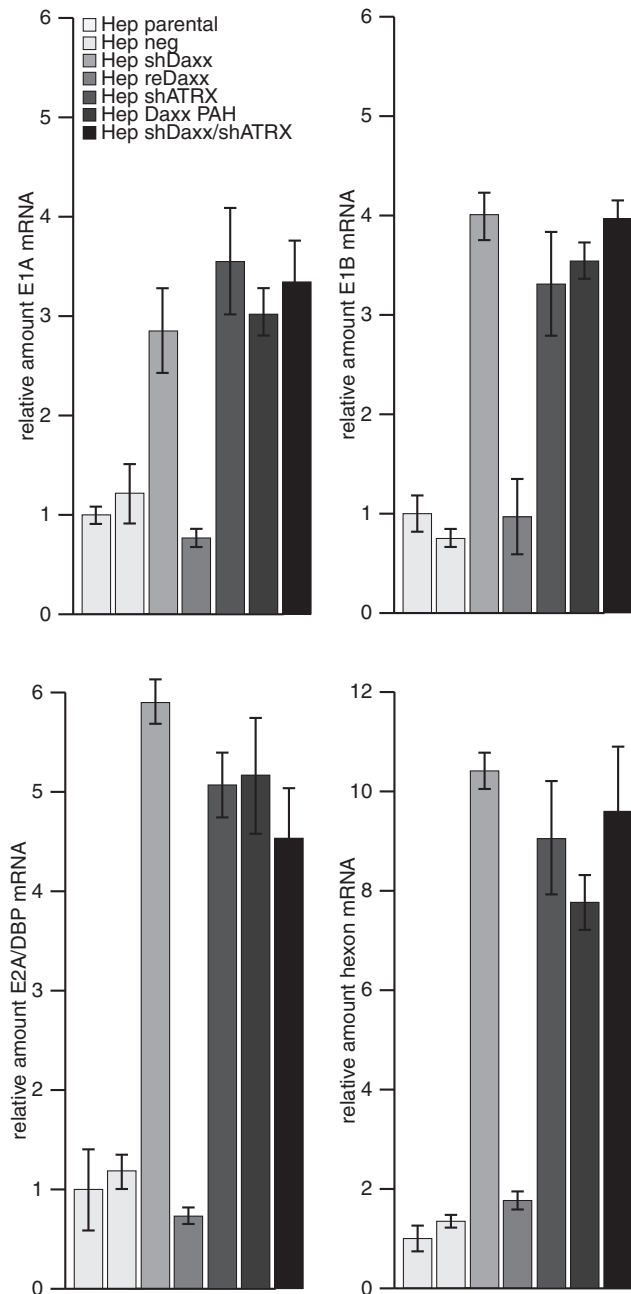 6
5
4
3
2
1
0
relative amount E1A mRNA
Hep parental
Hep neg
Hep shDaxx
Hep reDaxx
Hep shATRX
Hep Daxx PAH
Hep shDaxx/shATRX
6
5
4
3
2
1
0
relative amount E1B mRNA
6
5
4
3
2
1
0
relative amount E2A/DBP mRNA
12
10
8
6
4
2
0
relative amount hexon mRNA